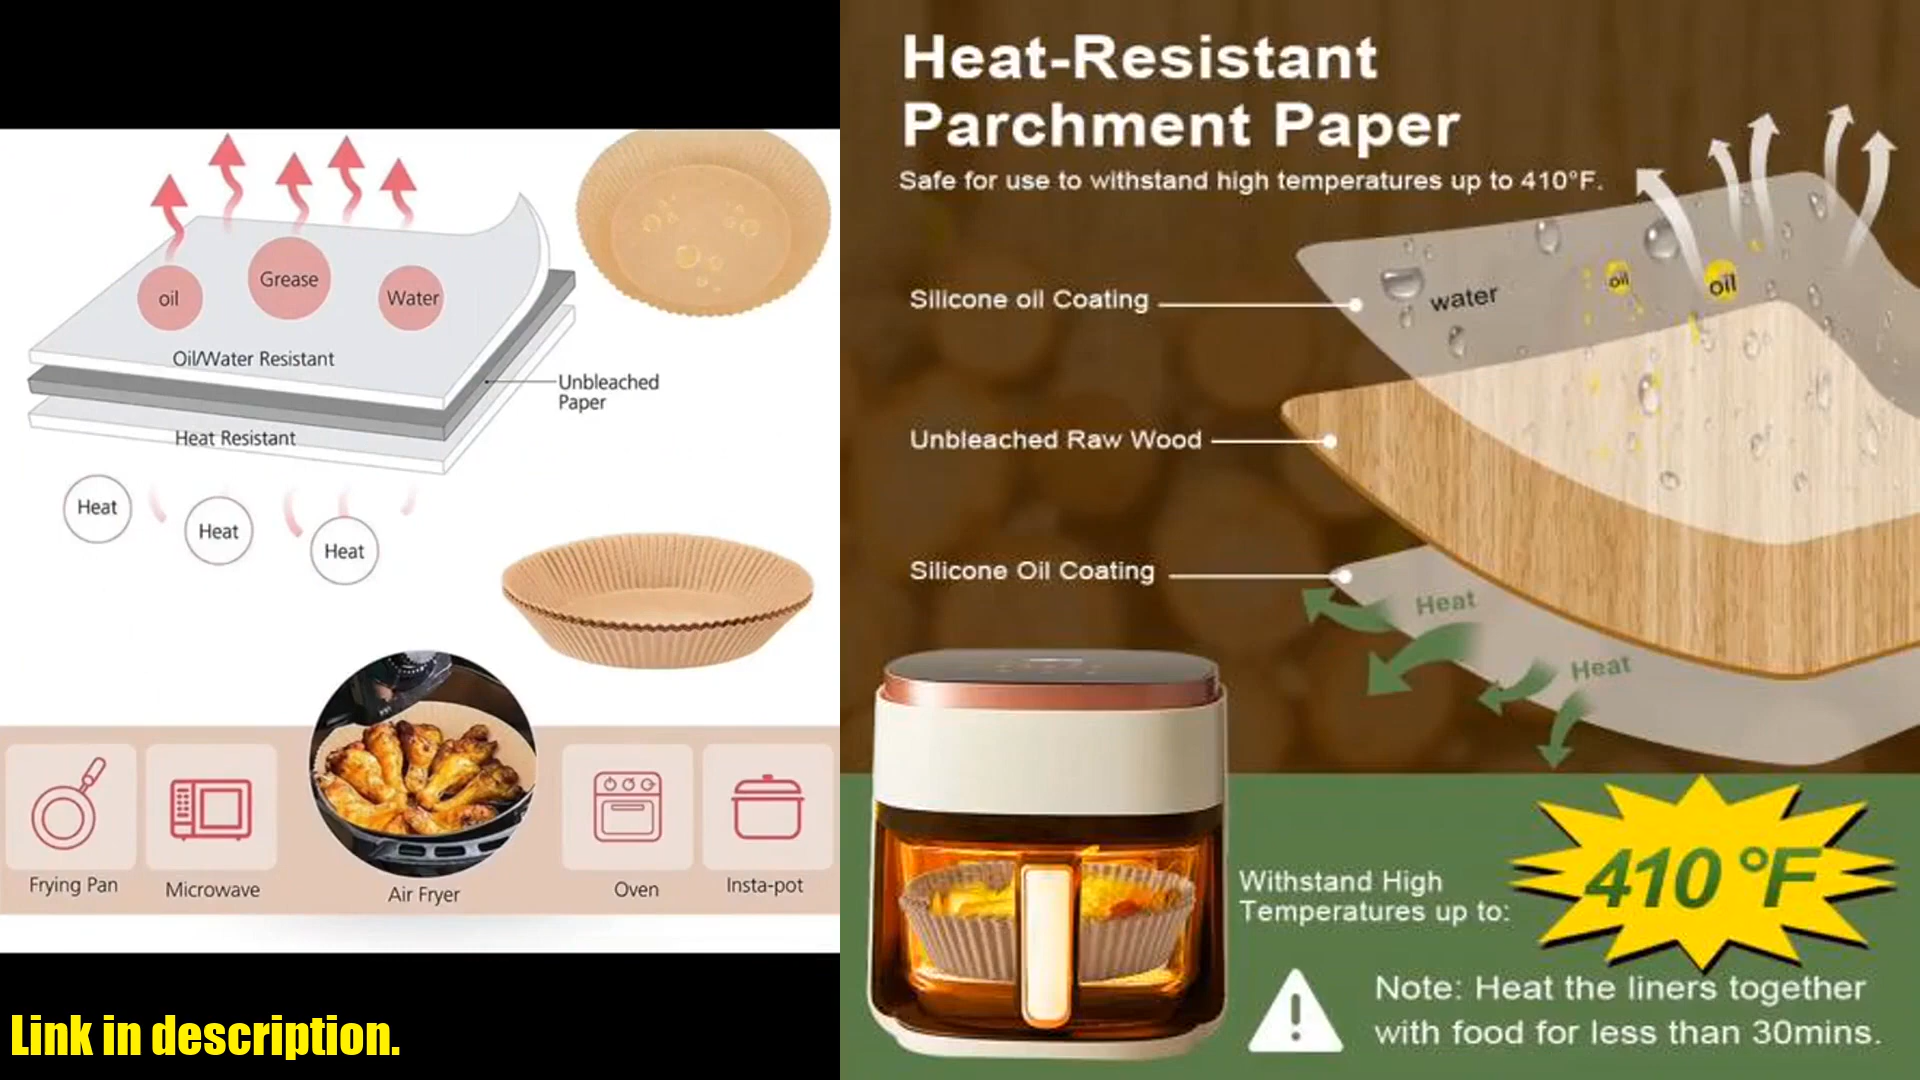 oil
Grease
Water
Oil/Water Resistant
Unbleached
Paper
Heat Resistant
Heat
Heat
Heat
Frying Pan
Microwave
Air Fryer
Oven
Insta-pot
Link in description.
Heat-Resistant
Parchment Paper
Safe for use to withstand high temperatures up to 410°F.
Silicone oil Coating
water
oil
oil
Unbleached Raw Wood
Silicone Oil Coating
Heat
Heat
Withstand High
Temperatures up to:
410 °F
Note: Heat the liners together
with food for less than 30mins.